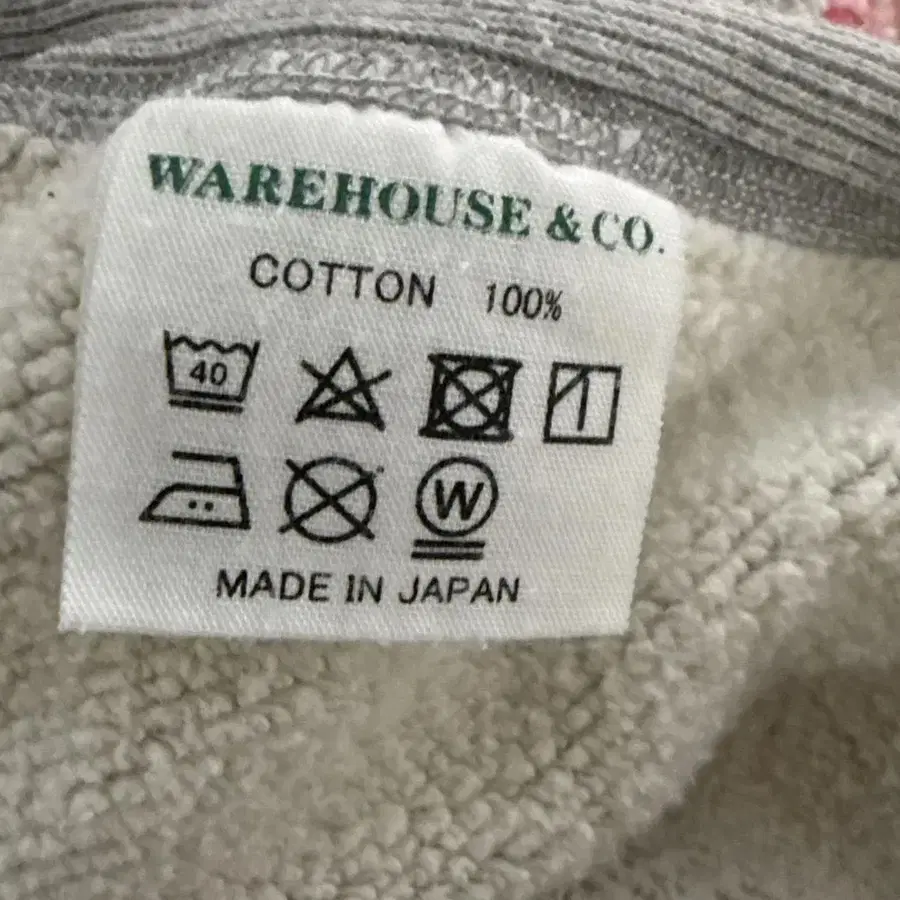 WAREHOUSE & CO.
COTTON 100%
40
W
MADE IN JAPAN